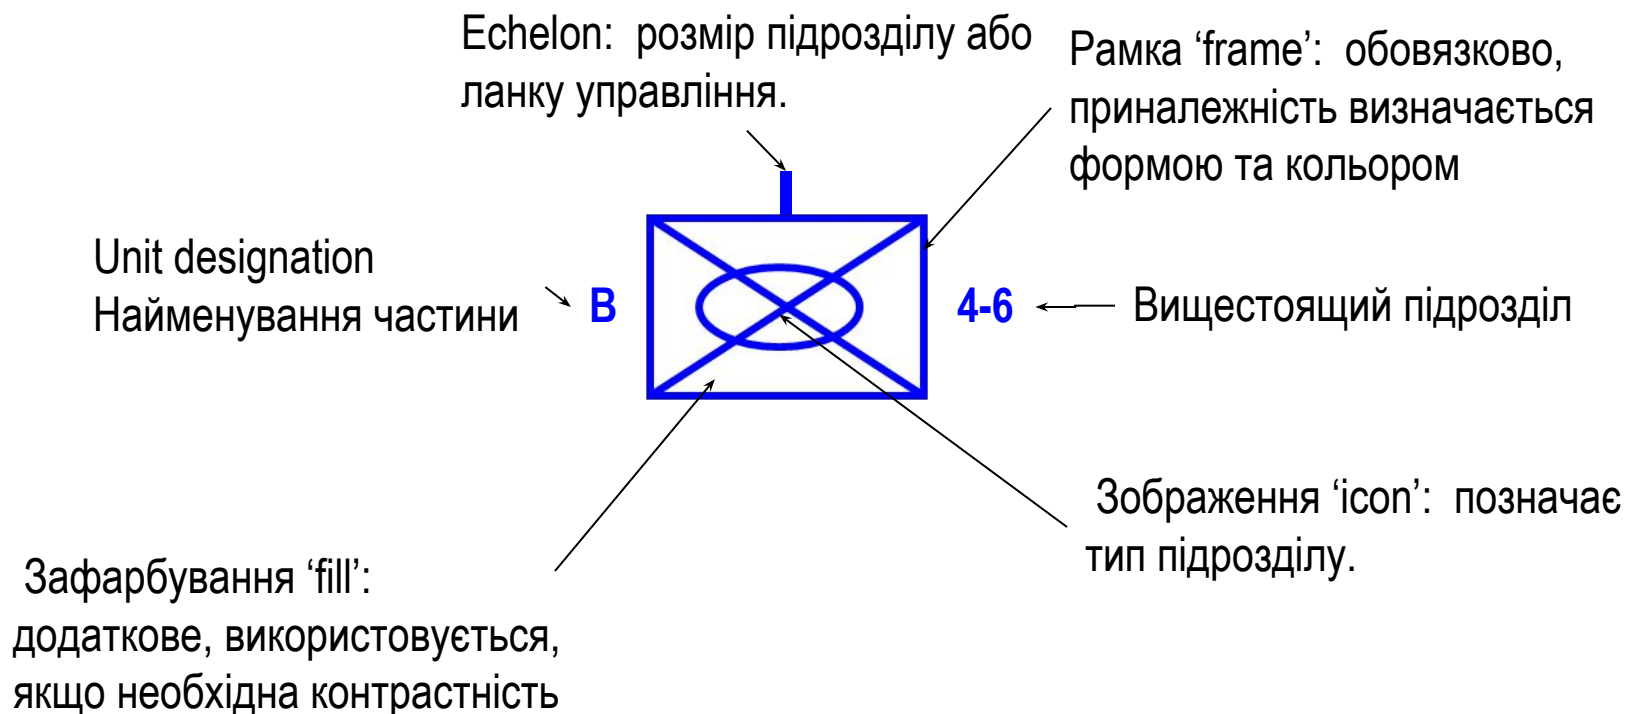 Echelon: розмір підрозділу або
ланку управління.
Рамка ‘frame’: обовязково,
приналежність визначається
формою та кольором
Unit designation
Найменування частини
B
4-6
Вищестоящий підрозділ
Зображення ‘icon’: позначає
тип підрозділу.
Зафарбування ‘fill’:
додаткове, використовується,
якщо необхідна контрастність